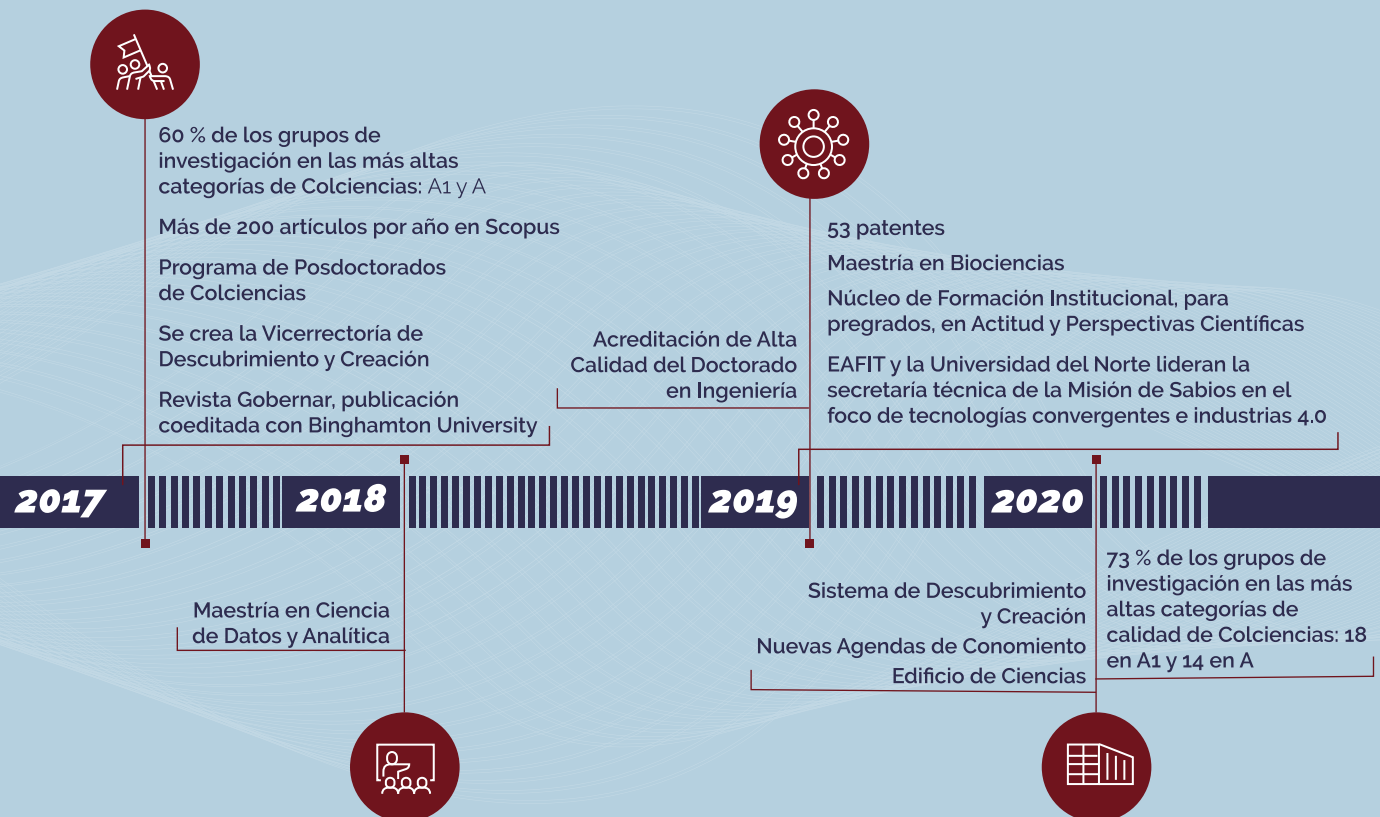 60 % de los grupos de
investigación en las más altas
categorías de Colciencias: A1 y A
Más de 200 artículos por año en Scopus
Programa de Posdoctorados
de Colciencias
Se crea la Vicerrectoría de
Descubrimiento y Creación
Revista Gobernar, publicación
coeditada con Binghamton University
Acreditación de Alta
Calidad del Doctorado
en Ingeniería
53 patentes
Maestría en Biociencias
Núcleo de Formación Institucional, para
pregrados, en Actitud y Perspectivas Científicas
EAFIT y la Universidad del Norte lideran la
secretaría técnica de la Misión de Sabios en el
foco de tecnologías convergentes e industrias 4.0
2017
2018
2019
2020
Maestría en Ciencia
de Datos y Analítica
Sistema de Descubrimiento
y Creación
Nuevas Agendas de Conomiento
Edificio de Ciencias
73 % de los grupos de
investigación en las más
altas categorías de
calidad de Colciencias: 18
en A1 y 14 en A